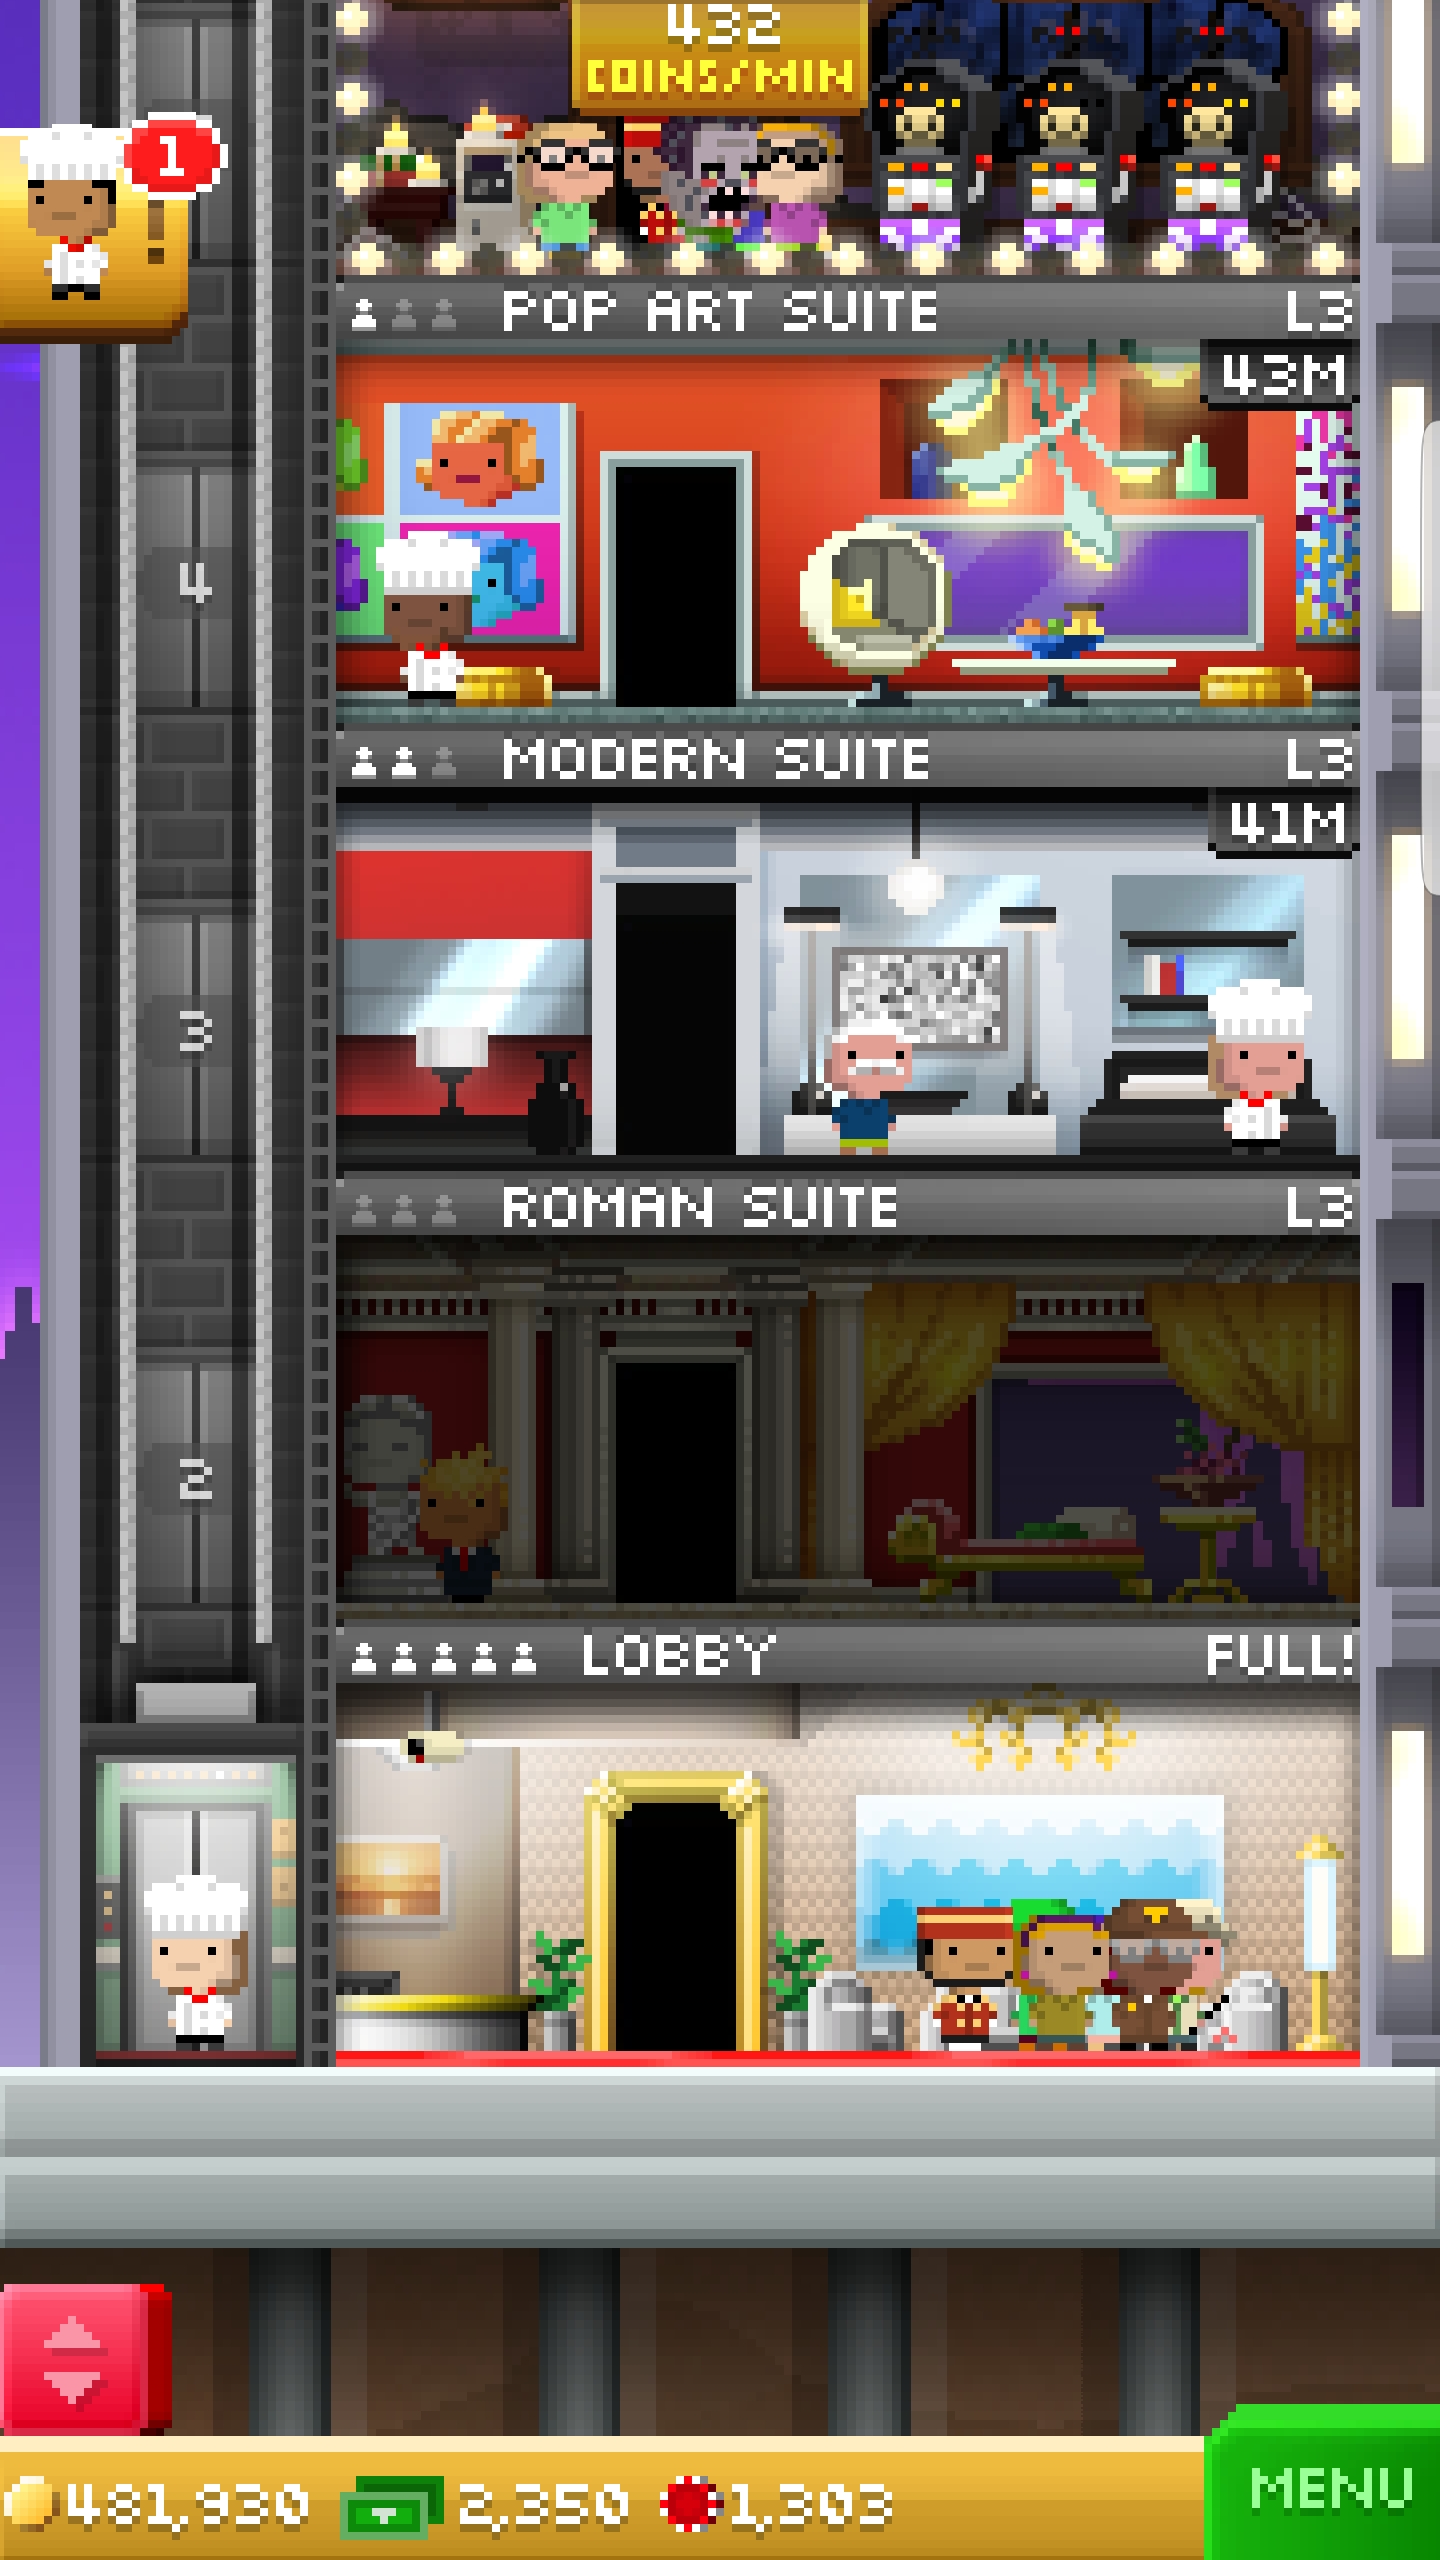 432
COINS/MIN
1
POP ART SUITE L3
43M
4
MODERN SUITE L3
41M
3
ROMAN SUITE L3
2
LOBBY FULL!
481,930 2,350 1,303
MENU